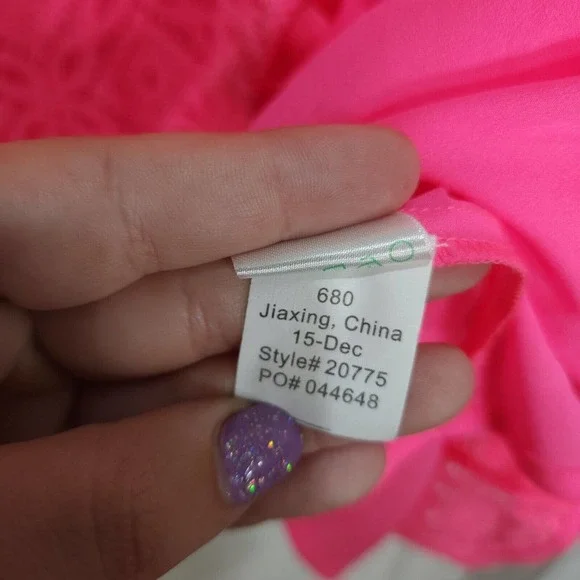 680
Jiaxing, China
15-Dec
Style# 20775
PO# 044648